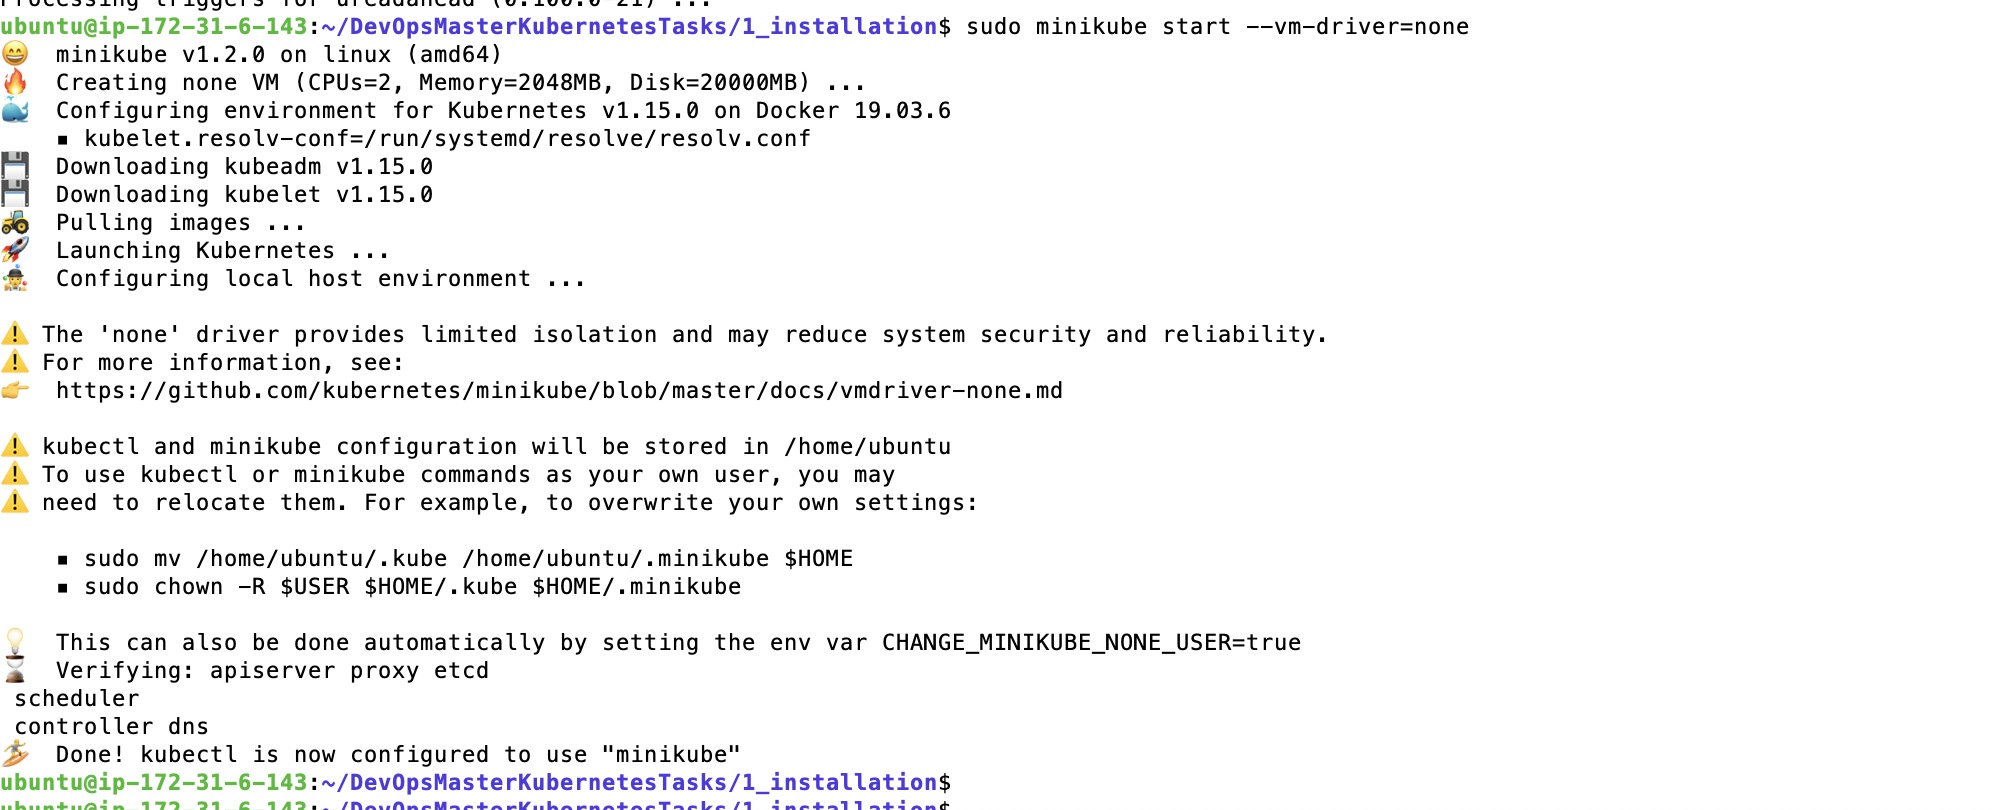 Processing triggers for ureadahead (0.100.0-21) ...
ubuntu@ip-172-31-6-143:~/DevOpsMasterKubernetesTasks/1_installation$ sudo minikube start --vm-driver=none
😄  minikube v1.2.0 on linux (amd64)
🔥  Creating none VM (CPUs=2, Memory=2048MB, Disk=20000MB) ...
🐳  Configuring environment for Kubernetes v1.15.0 on Docker 19.03.6
    ▪ kubelet.resolv-conf=/run/systemd/resolve/resolv.conf
💾  Downloading kubeadm v1.15.0
💾  Downloading kubelet v1.15.0
🚜  Pulling images ...
🚀  Launching Kubernetes ...
🤹  Configuring local host environment ...
⚠️ The 'none' driver provides limited isolation and may reduce system security and reliability.
⚠️ For more information, see:
👉  https://github.com/kubernetes/minikube/blob/master/docs/vmdriver-none.md
⚠️ kubectl and minikube configuration will be stored in /home/ubuntu
⚠️ To use kubectl or minikube commands as your own user, you may
⚠️ need to relocate them. For example, to overwrite your own settings:
    ▪ sudo mv /home/ubuntu/.kube /home/ubuntu/.minikube $HOME
    ▪ sudo chown -R $USER $HOME/.kube $HOME/.minikube
💡  This can also be done automatically by setting the env var CHANGE_MINIKUBE_NONE_USER=true
⌛  Verifying: apiserver proxy etcd
 scheduler
 controller dns
🏄  Done! kubectl is now configured to use "minikube"
ubuntu@ip-172-31-6-143:~/DevOpsMasterKubernetesTasks/1_installation$
ubuntu@ip-172-31-6-143:~/DevOpsMasterKubernetesTasks/1_installation$